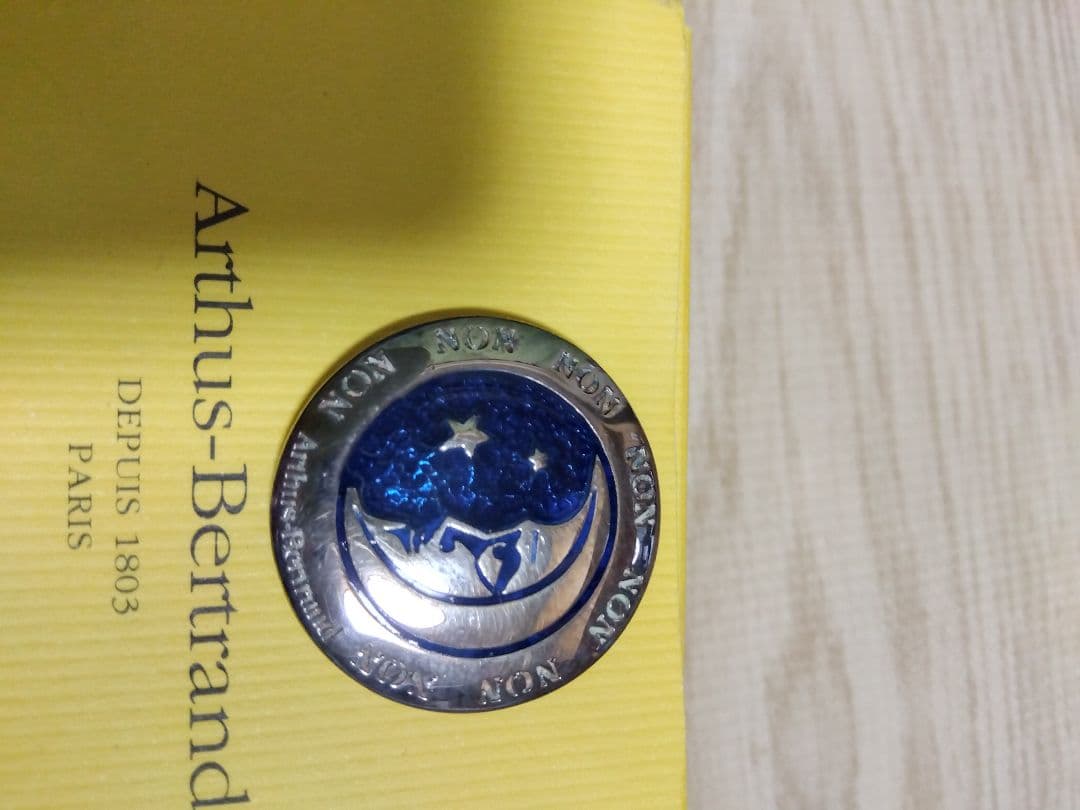 Arthus-Bertrand
DEPUIS 1803
PARIS
NON NON NON NON NON NON NON
Arthus-Bertrand